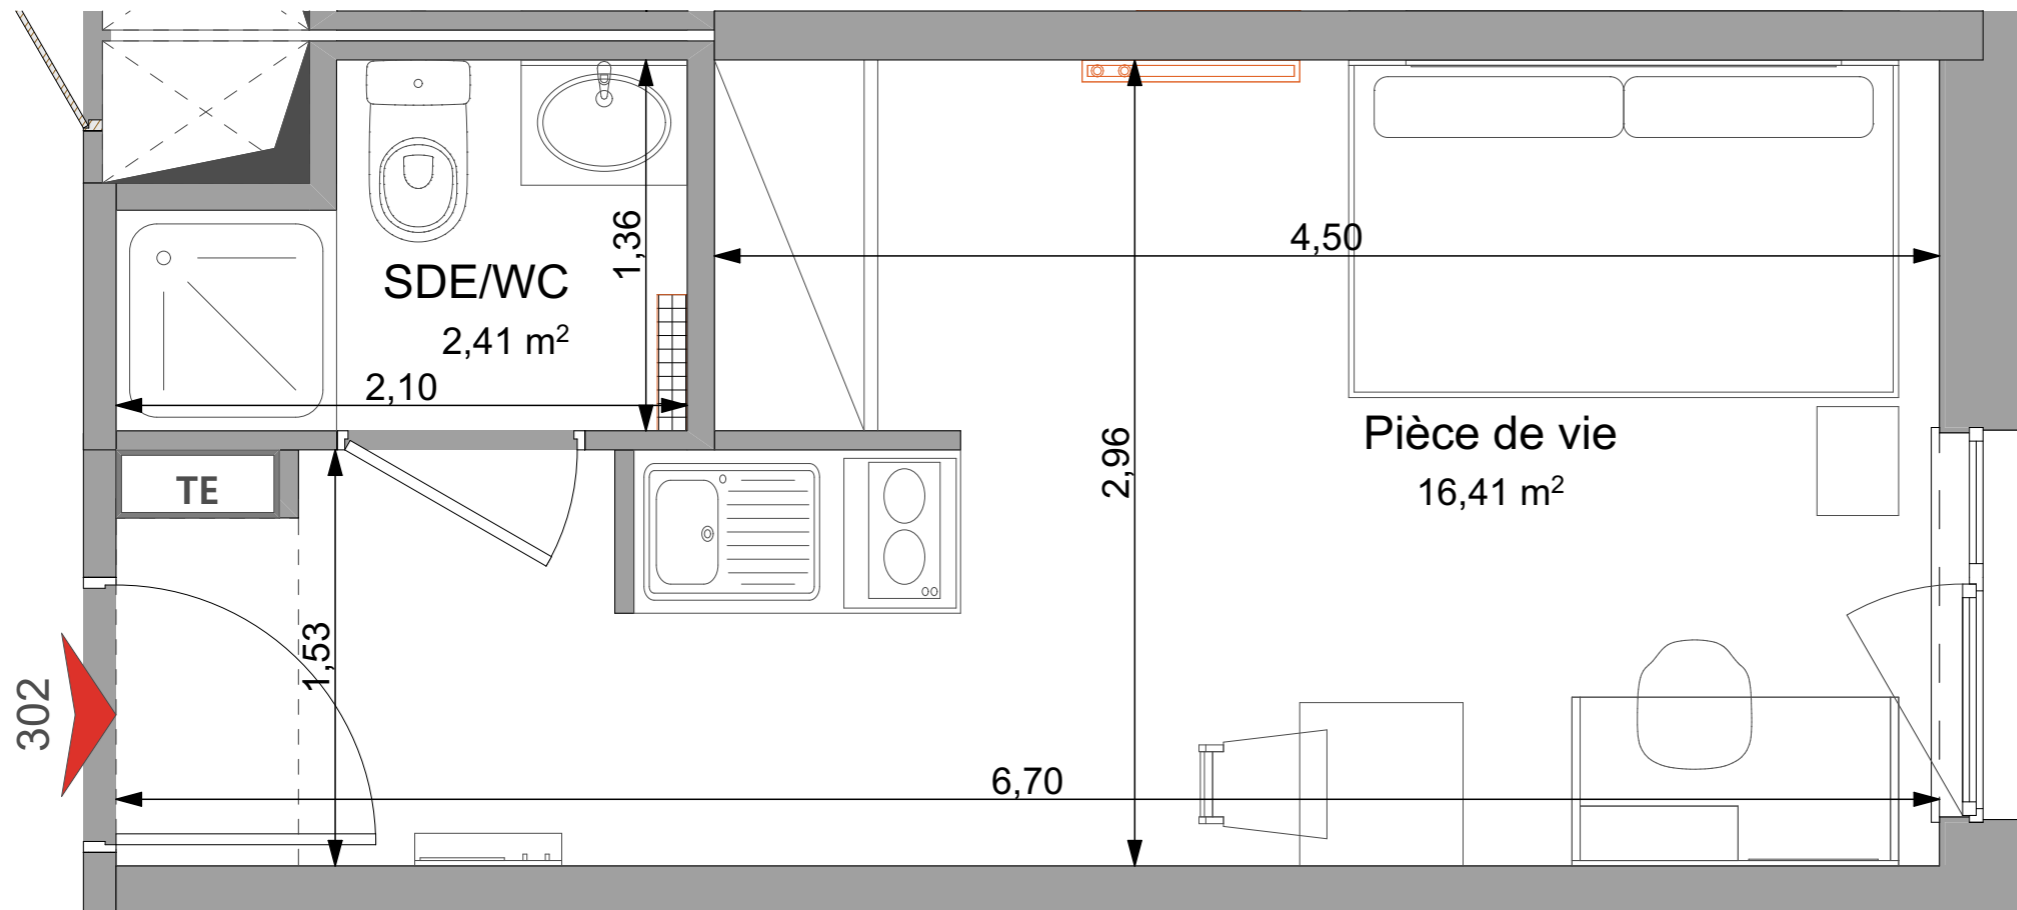 1,36
SDE/WC
2,41 m²
2,10
4,50
2,96
Pièce de vie
16,41 m²
TE
1,53
302
6,70